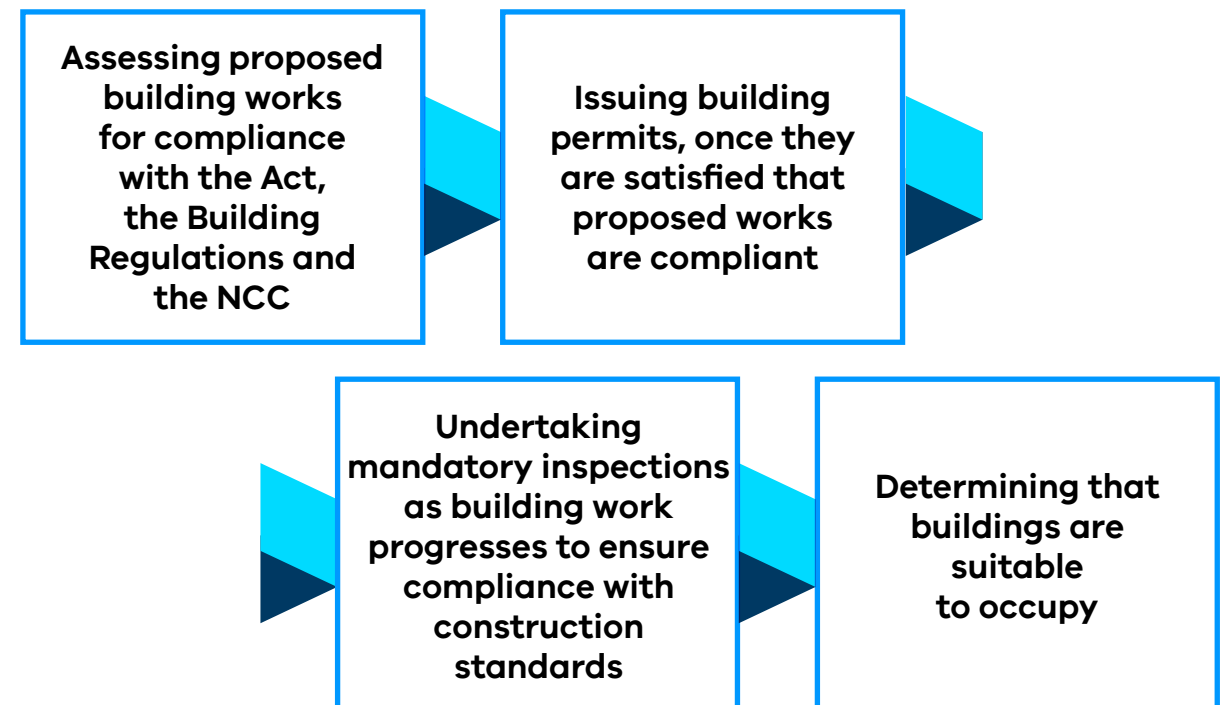 Assessing proposed
building works
for compliance
with the Act,
the Building
Regulations and
the NCC
Issuing building
permits, once they
are satisfied that
proposed works
are compliant
Undertaking
mandatory inspections
as building work
progresses to ensure
compliance with
construction
standards
Determining that
buildings are
suitable
to occupy